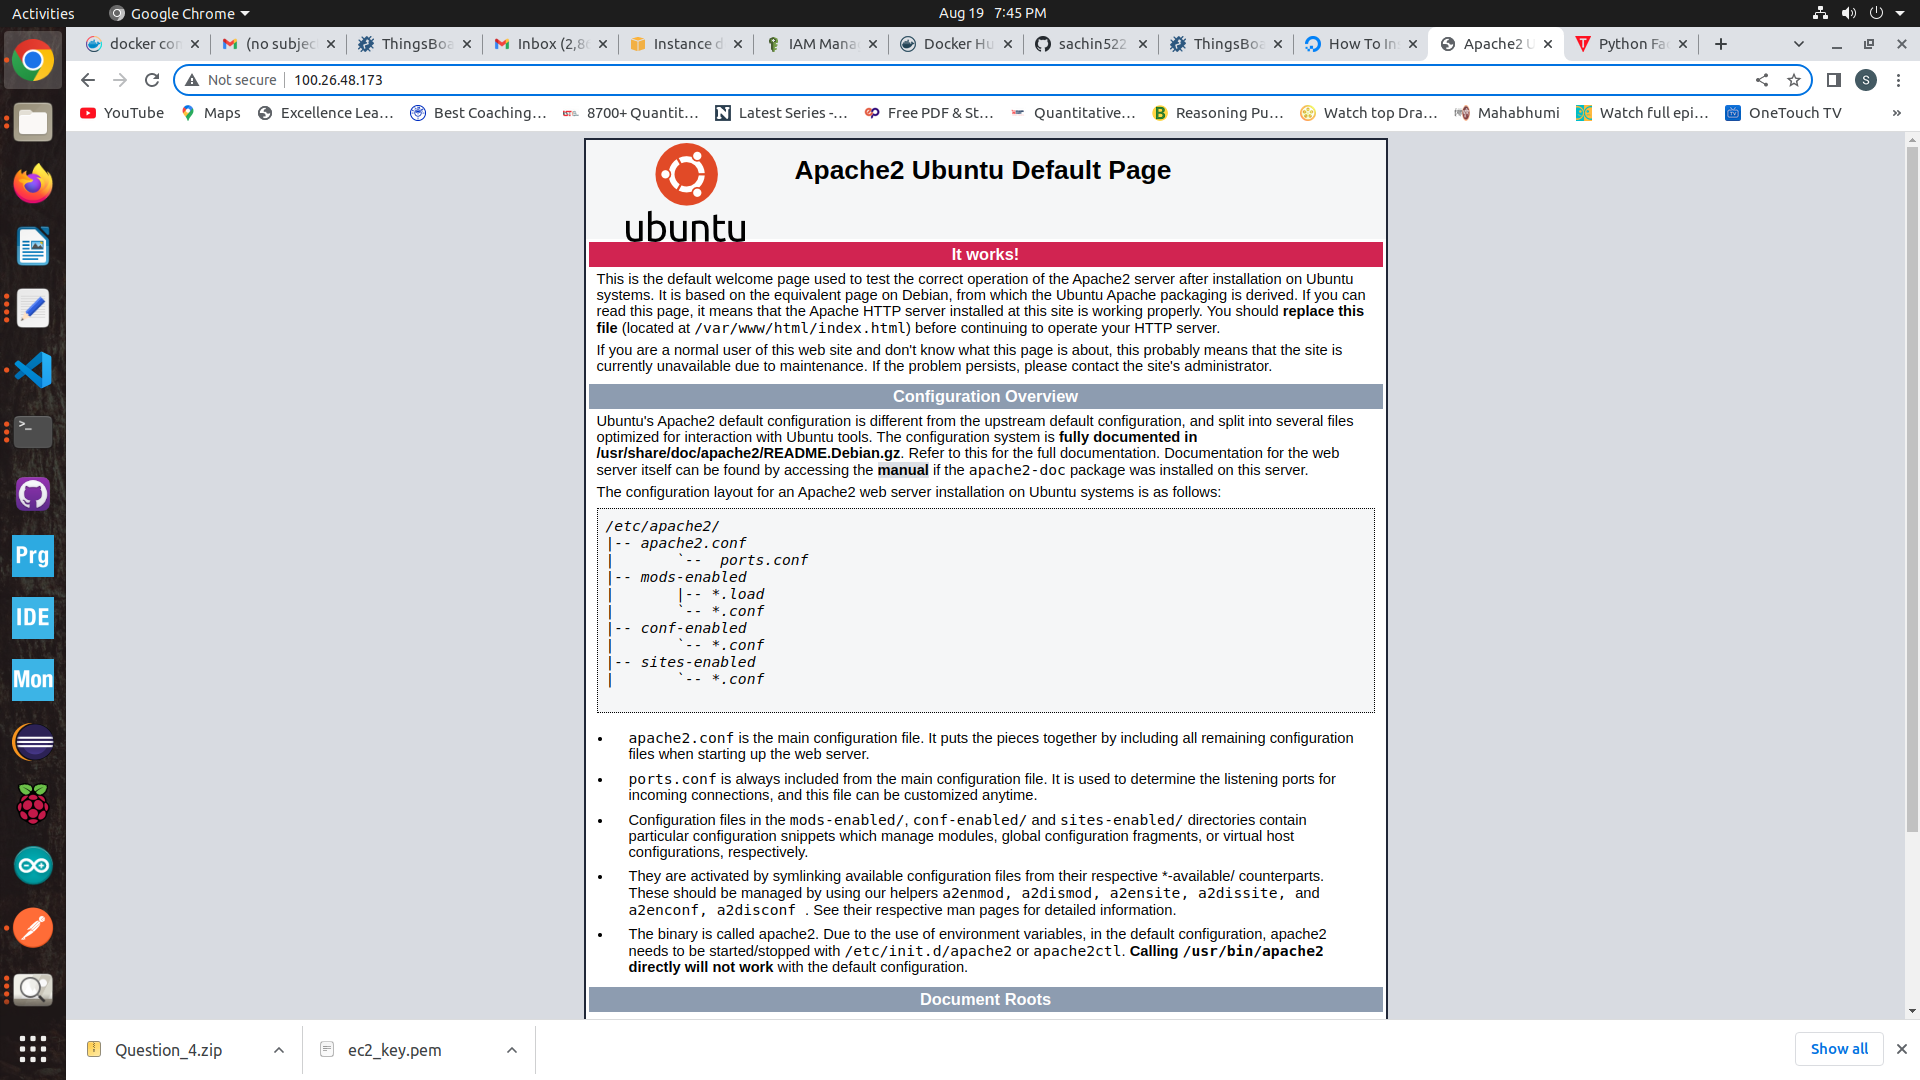 Activities
Google Chrome
Aug 19 7:45 PM
docker con
(no subjec
ThingsBoa
Inbox (2,8
Instance d
IAM Mana
Docker Hu
sachin522
ThingsBoa
How To In
Apache2 U
Python Fa
Not secure
100.26.48.173
S
YouTube
Maps
Excellence Lea…
Best Coaching…
8700+ Quantit…
Latest Series -…
Free PDF & St…
Quantitative…
Reasoning Pu…
Watch top Dra…
Mahabhumi
Watch full epi…
OneTouch TV
»
ubuntu
Apache2 Ubuntu Default Page
It works!
This is the default welcome page used to test the correct operation of the Apache2 server after installation on Ubuntu
systems. It is based on the equivalent page on Debian, from which the Ubuntu Apache packaging is derived. If you can
read this page, it means that the Apache HTTP server installed at this site is working properly. You should replace this
file (located at /var/www/html/index.html) before continuing to operate your HTTP server.
If you are a normal user of this web site and don't know what this page is about, this probably means that the site is
currently unavailable due to maintenance. If the problem persists, please contact the site's administrator.
Configuration Overview
Ubuntu's Apache2 default configuration is different from the upstream default configuration, and split into several files
optimized for interaction with Ubuntu tools. The configuration system is fully documented in
/usr/share/doc/apache2/README.Debian.gz. Refer to this for the full documentation. Documentation for the web
server itself can be found by accessing the manual if the apache2-doc package was installed on this server.
The configuration layout for an Apache2 web server installation on Ubuntu systems is as follows:
/etc/apache2/
|-- apache2.conf
|       `--  ports.conf
|-- mods-enabled
|       |-- *.load
|       `-- *.conf
|-- conf-enabled
|       `-- *.conf
|-- sites-enabled
|       `-- *.conf
• apache2.conf is the main configuration file. It puts the pieces together by including all remaining configuration
files when starting up the web server.
• ports.conf is always included from the main configuration file. It is used to determine the listening ports for
incoming connections, and this file can be customized anytime.
• Configuration files in the mods-enabled/, conf-enabled/ and sites-enabled/ directories contain
particular configuration snippets which manage modules, global configuration fragments, or virtual host
configurations, respectively.
• They are activated by symlinking available configuration files from their respective *-available/ counterparts.
These should be managed by using our helpers a2enmod, a2dismod, a2ensite, a2dissite, and
a2enconf, a2disconf . See their respective man pages for detailed information.
• The binary is called apache2. Due to the use of environment variables, in the default configuration, apache2
needs to be started/stopped with /etc/init.d/apache2 or apache2ctl. Calling /usr/bin/apache2
directly will not work with the default configuration.
Document Roots
Prg
IDE
Mon
Question_4.zip
ec2_key.pem
Show all